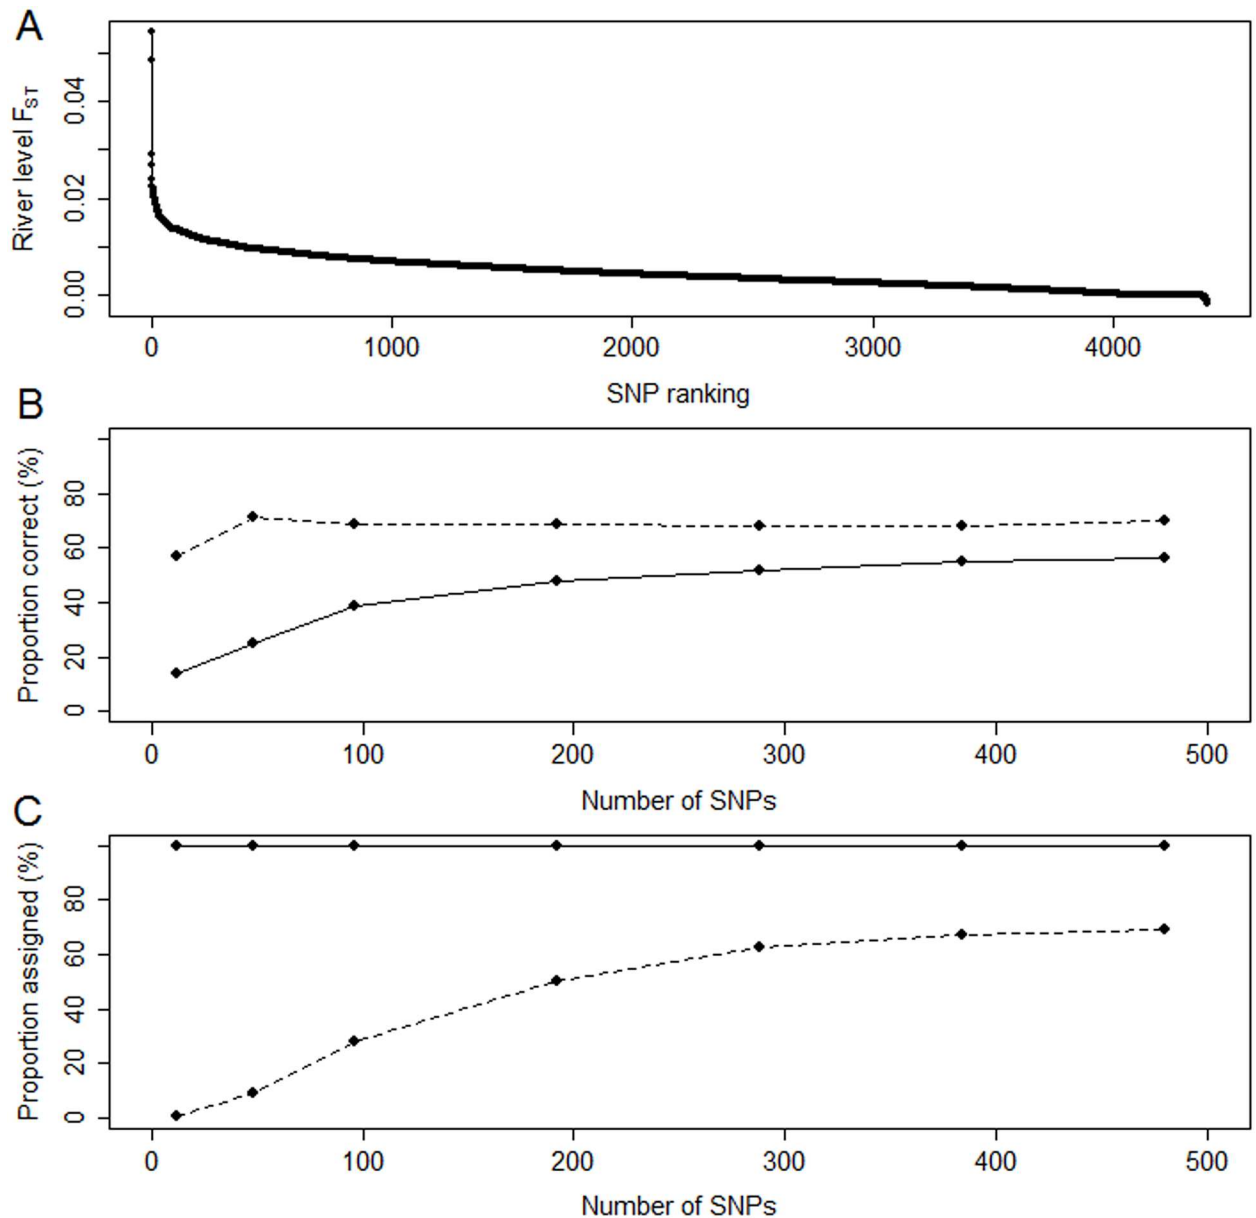 A
River level FST
0.04
0.02
0.00
0 1000 2000 3000 4000
SNP ranking
B
Proportion correct (%)
80
60
40
20
0
0 100 200 300 400 500
Number of SNPs
C
Proportion assigned (%)
80
60
40
20
0
0 100 200 300 400 500
Number of SNPs